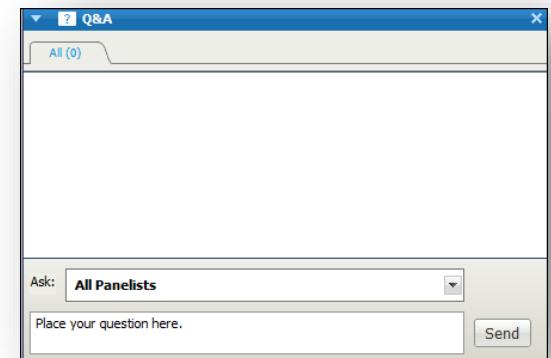 ? Q&A
All (0)
Ask: All Panelists
Place your question here.
Send